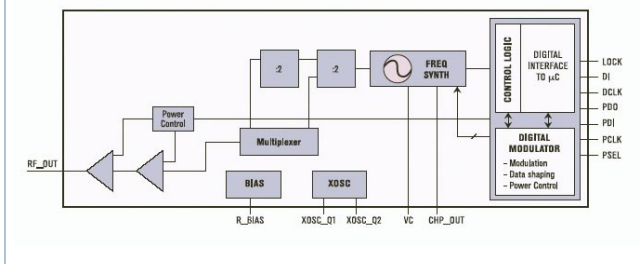 :2
:2
FREQ
SYNTH
CONTROL LOGIC
DIGITAL
INTERFACE
TO µC
LOCK
DI
DCLK
PDO
PDI
PCLK
PSEL
Power
Control
Multiplexer
DIGITAL
MODULATOR
- Modulation
- Data shaping
- Power Control
RF_OUT
BIAS
XOSC
R_BIAS
XOSC_Q1
XOSC_Q2
VC
CHP_OUT